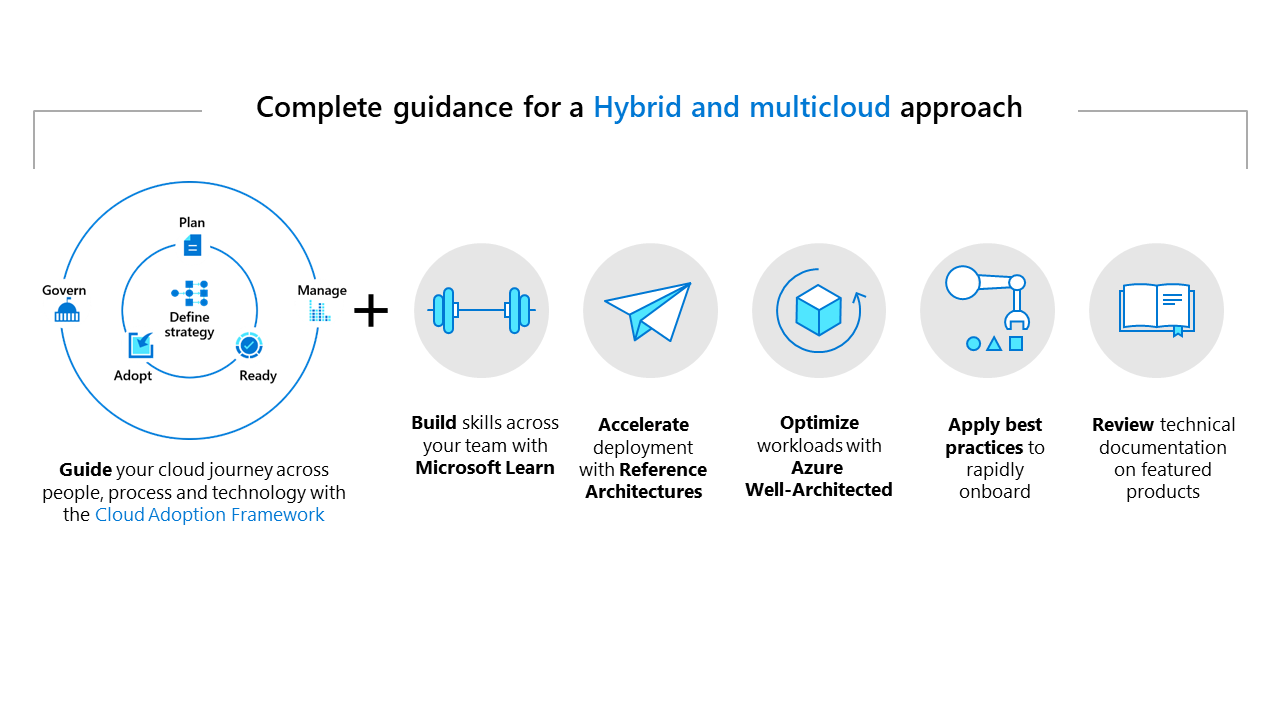 Complete guidance for a Hybrid and multicloud approach
Plan
Govern
Manage
Define
strategy
Adopt
Ready
Guide your cloud journey across
people, process and technology with
the Cloud Adoption Framework
+
Build skills across
your team with
Microsoft Learn
Accelerate
deployment
with Reference
Architectures
Optimize
workloads with
Azure
Well-Architected
Apply best
practices to
rapidly
onboard
Review technical
documentation
on featured
products